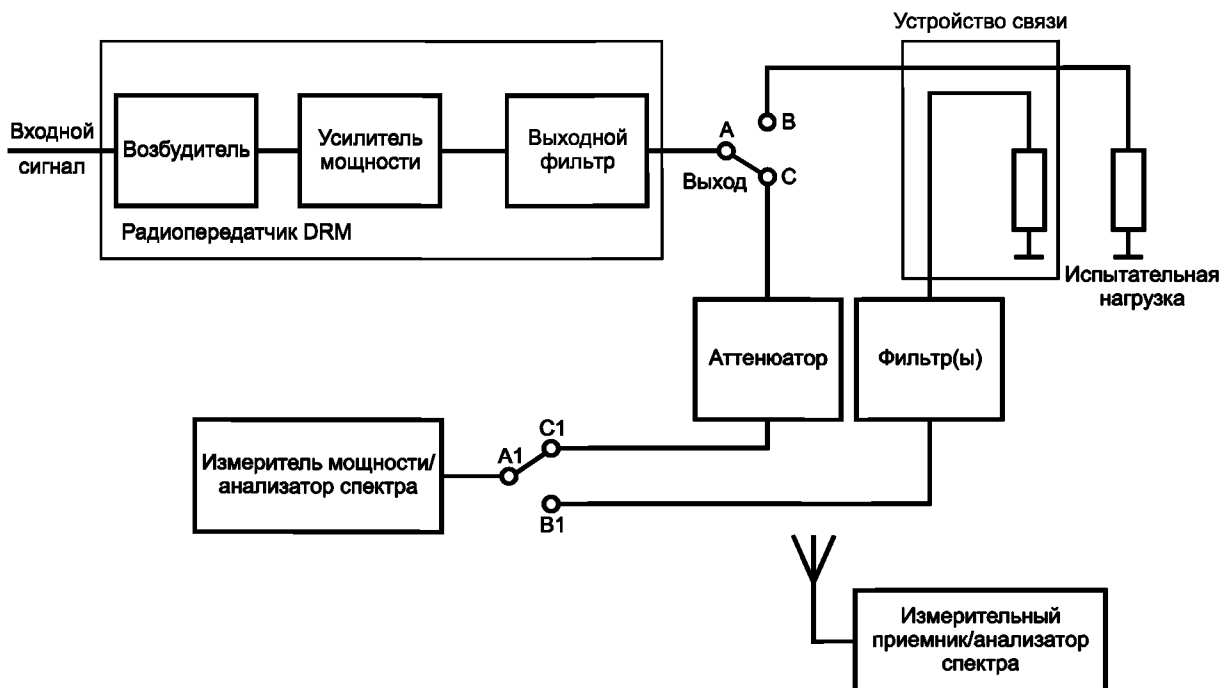 Устройство связи
Входной
сигнал
Возбудитель
Усилитель
мощности
Выходной
фильтр
Радиопередатчик DRM
A
B
C
Выход
Испытательная
нагрузка
Аттенюатор
Фильтр(ы)
Измеритель мощности/
анализатор спектра
A1
C1
B1
Измерительный
приемник/анализатор
спектра